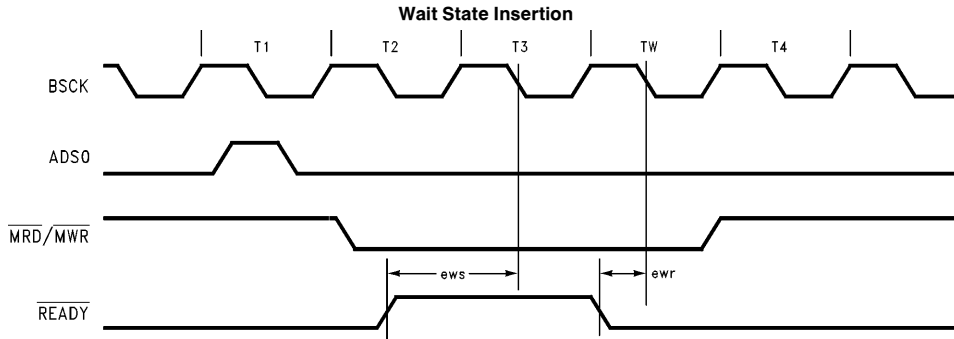 Wait State Insertion
T1 T2 T3 TW T4
BSCK
ADS0
MRD/MWR
ews ewr
READY